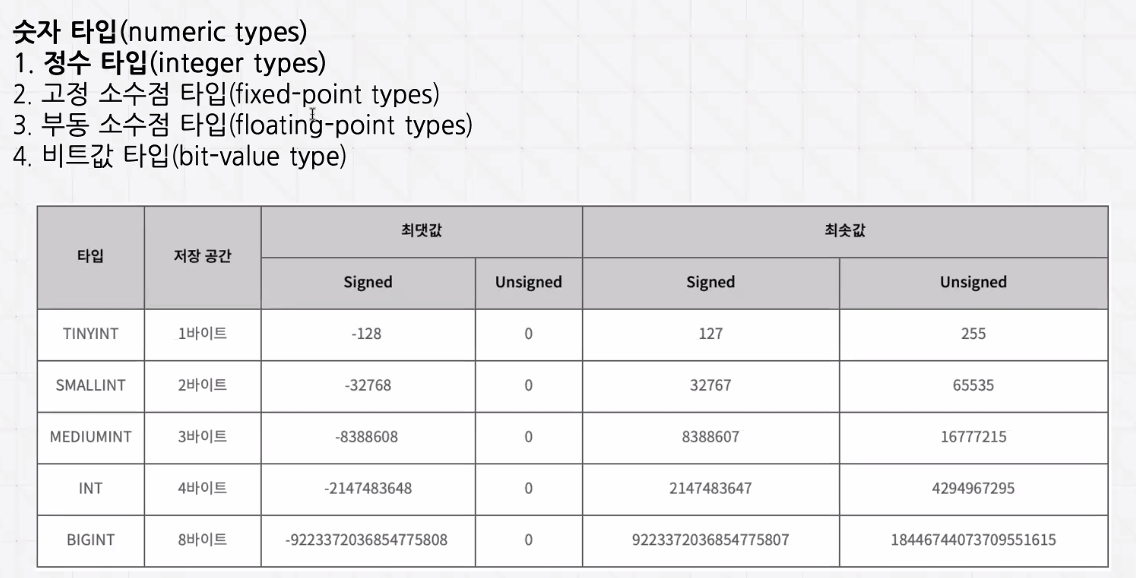 숫자 타입(numeric types)
1. 정수 타입(integer types)
2. 고정 소수점 타입(fixed-point types)
3. 부동 소수점 타입(floating-point types)
4. 비트값 타입(bit-value type)
타입 저장 공간 최댓값 최솟값
Signed Unsigned Signed Unsigned
TINYINT 1바이트 -128 0 127 255
SMALLINT 2바이트 -32768 0 32767 65535
MEDIUMINT 3바이트 -8388608 0 8388607 16777215
INT 4바이트 -2147483648 0 2147483647 4294967295
BIGINT 8바이트 -9223372036854775808 0 9223372036854775807 18446744073709551615